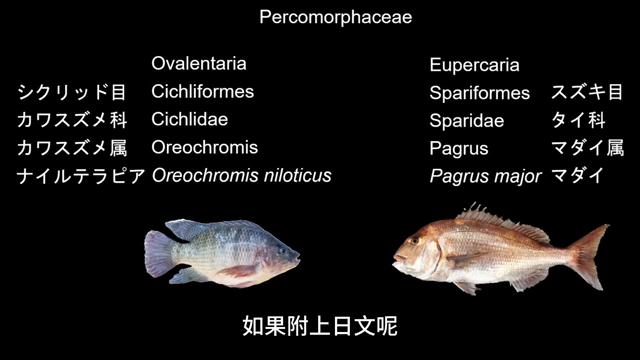 Percomorphaceae
Ovalentaria Eupercaria
シクリッド目 Cichliformes Spariformes スズキ目
カワスズメ科 Cichlidae Sparidae タイ科
カワスズメ属 Oreochromis Pagrus マダイ属
ナイルテラピア Oreochromis niloticus Pagrus major マダイ
如果附上日文呢